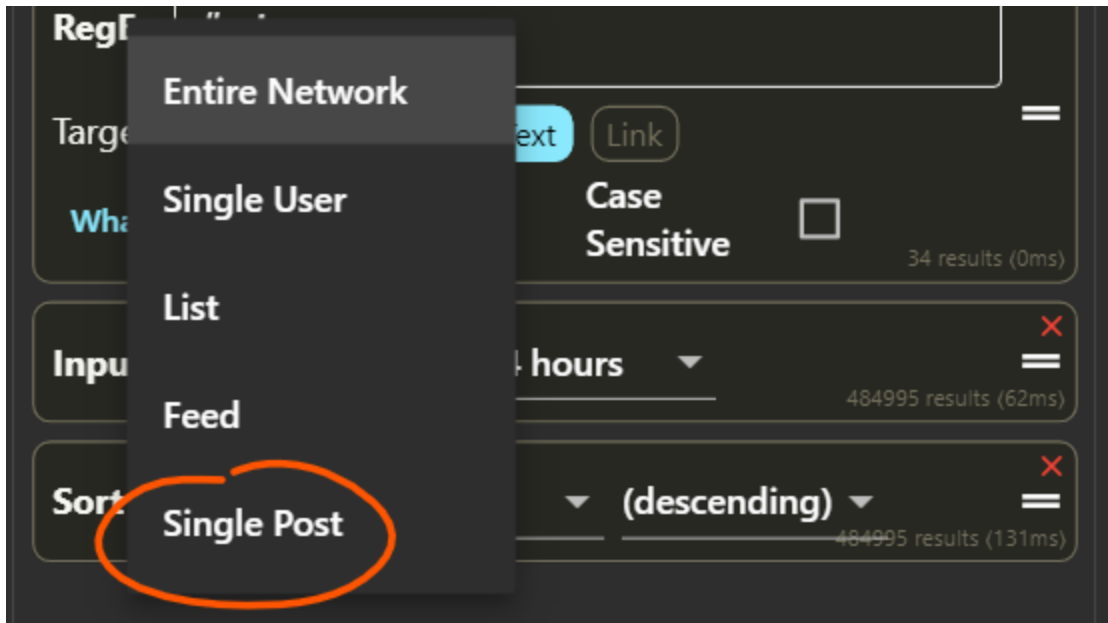 RegE
Entire Network
Targe
ext
Link
Single User
Case
Sensitive
Wha
34 results (0ms)
List
Inpu
4 hours
484995 results (62ms)
Feed
Sort
Single Post
(descending)
484995 results (131ms)